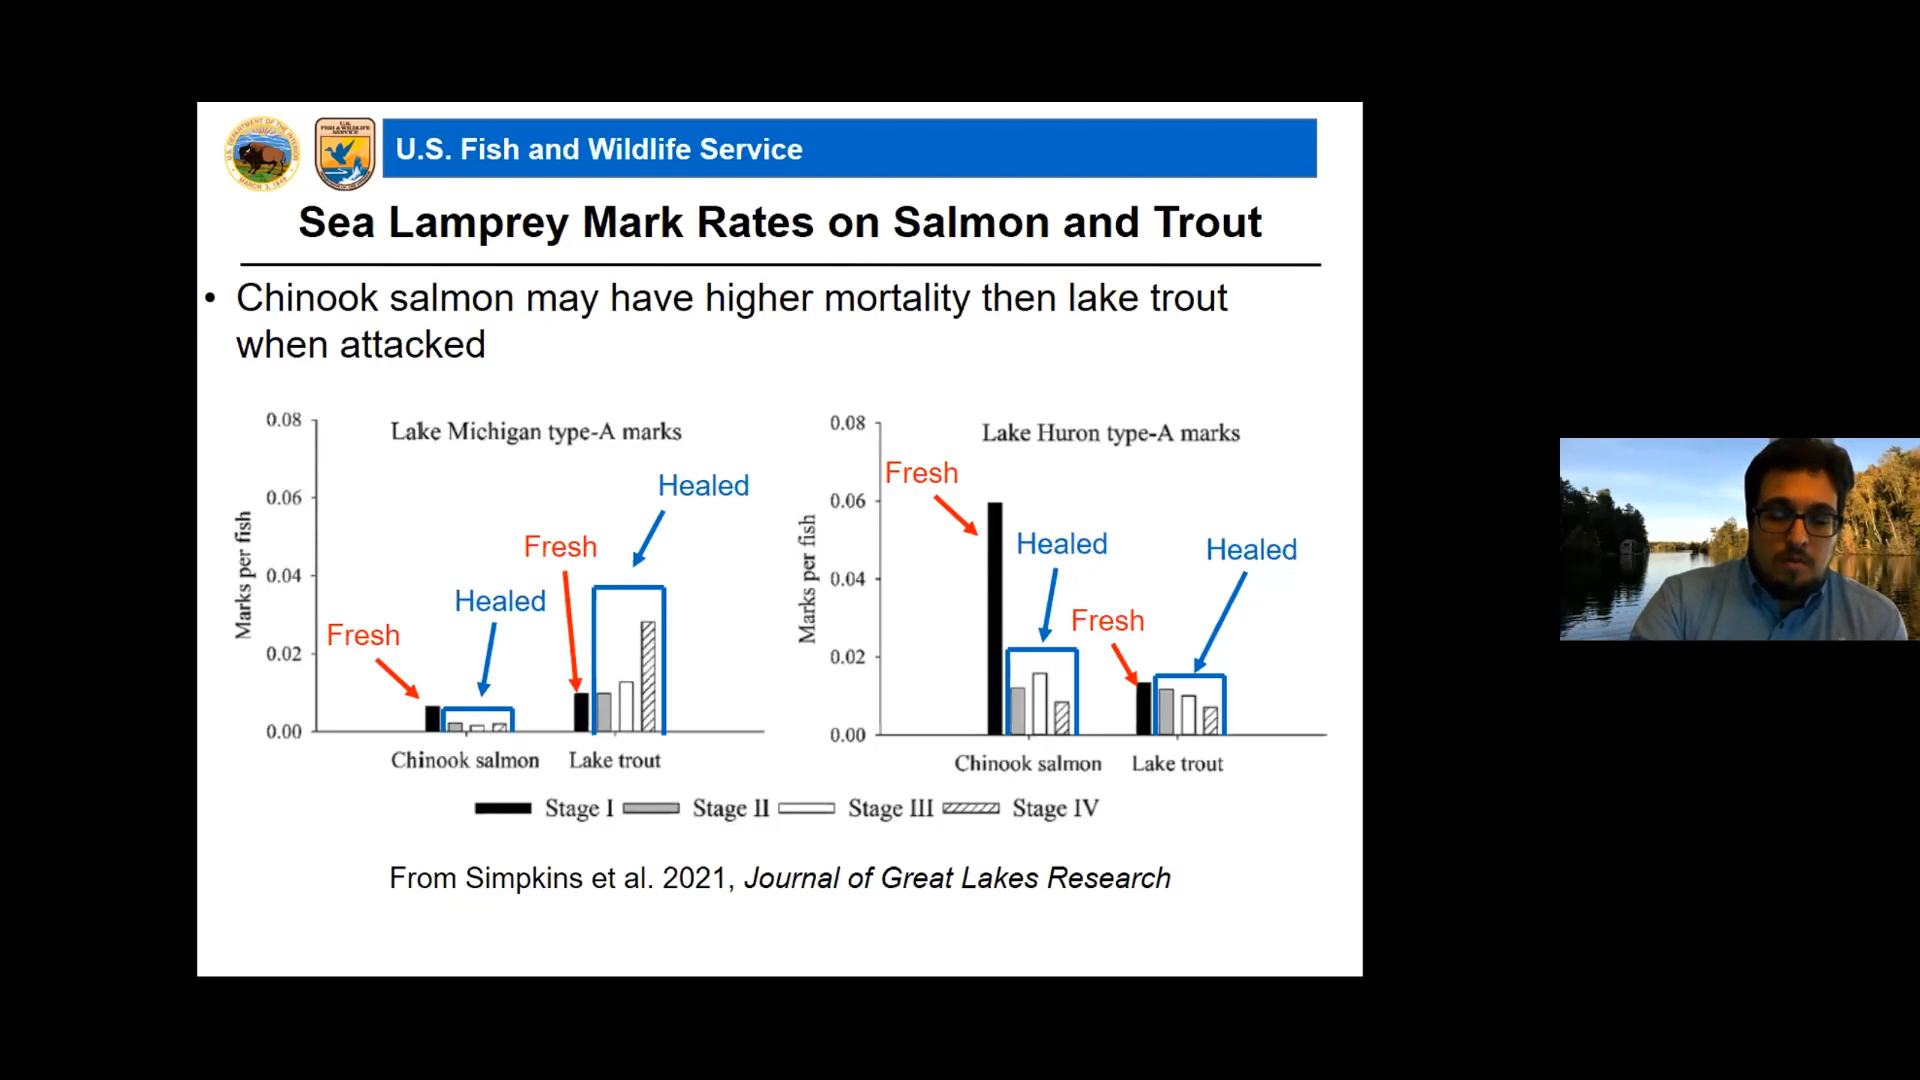 U.S. Fish and Wildlife Service
Sea Lamprey Mark Rates on Salmon and Trout
• Chinook salmon may have higher mortality then lake trout
when attacked
Lake Michigan type-A marks
0.08
0.06
0.04
0.02
0.00
Marks per fish
Fresh
Healed
Fresh
Healed
Chinook salmon
Lake trout
Lake Huron type-A marks
0.08
0.06
0.04
0.02
0.00
Marks per fish
Fresh
Healed
Fresh
Healed
Chinook salmon
Lake trout
Stage I Stage II Stage III Stage IV
From Simpkins et al. 2021, Journal of Great Lakes Research